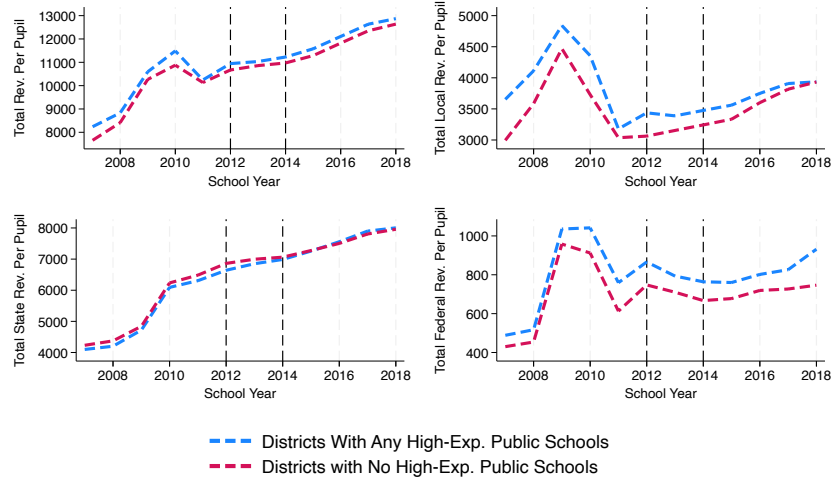 Total Rev. Per Pupil
13000
12000
11000
10000
9000
8000
2008 2010 2012 2014 2016 2018
School Year
Total Local Rev. Per Pupil
5000
4500
4000
3500
3000
2008 2010 2012 2014 2016 2018
School Year
Total State Rev. Per Pupil
8000
7000
6000
5000
4000
2008 2010 2012 2014 2016 2018
School Year
Total Federal Rev. Per Pupil
1000
800
600
400
2008 2010 2012 2014 2016 2018
School Year
Districts With Any High-Exp. Public Schools
Districts with No High-Exp. Public Schools